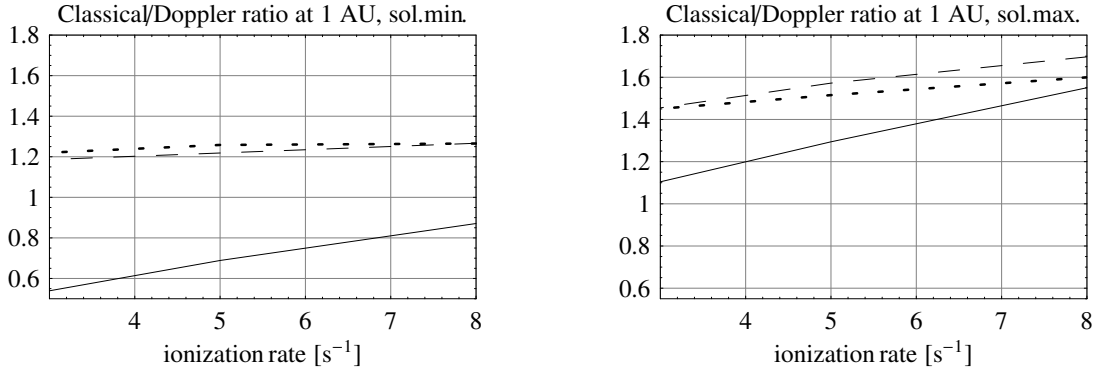 Classical/Doppler ratio at 1 AU, sol.min.
1.8
1.6
1.4
1.2
1
0.8
0.6
4 5 6 7 8
ionization rate [s⁻¹]
Classical/Doppler ratio at 1 AU, sol.max.
1.8
1.6
1.4
1.2
1
0.8
0.6
4 5 6 7 8
ionization rate [s⁻¹]